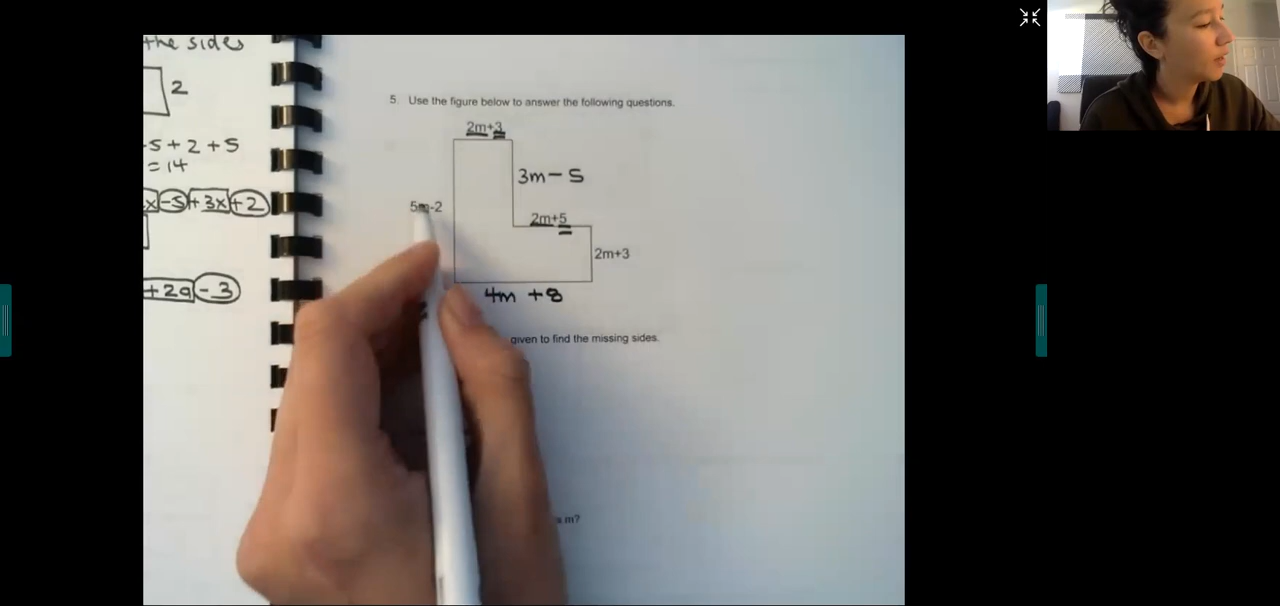 the sides
2
-5+2+5
=14
x-5+3x+2
+2a-3
5. Use the figure below to answer the following questions.
2m+3
3m-5
5m-2
2m+5
2m+3
4m +8
given to find the missing sides.
m?